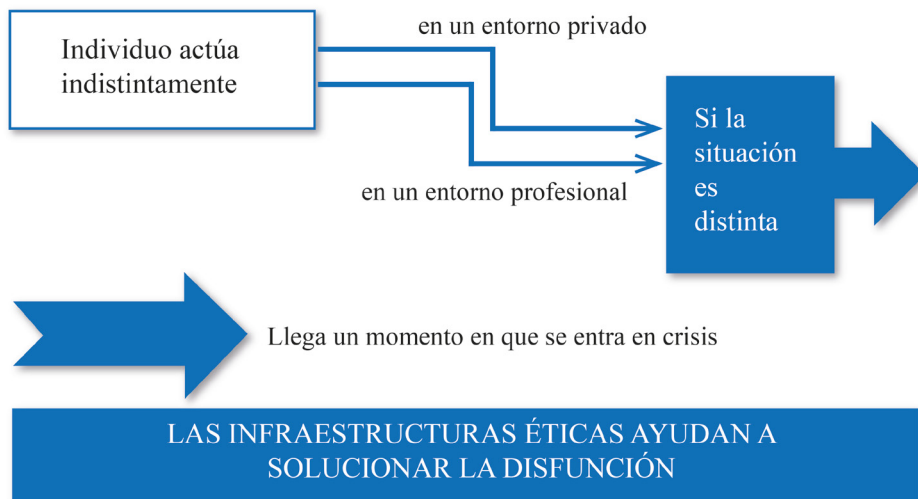 Individuo actúa
indistintamente
en un entorno privado
en un entorno profesional
Si la
situación
es
distinta
Llega un momento en que se entra en crisis
LAS INFRAESTRUCTURAS ÉTICAS AYUDAN A
SOLUCIONAR LA DISFUNCIÓN